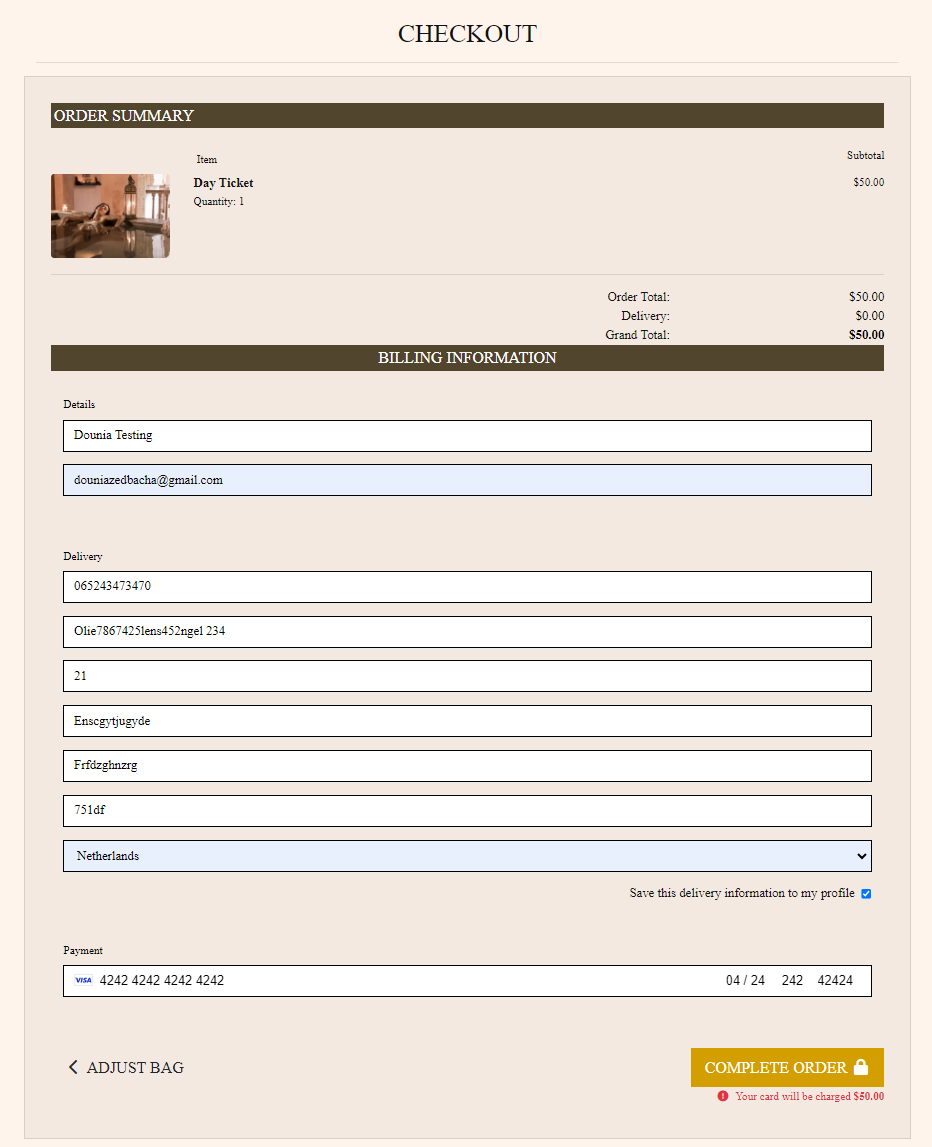 CHECKOUT
ORDER SUMMARY
Item Subtotal
Day Ticket $50.00
Quantity: 1
Order Total: $50.00
Delivery: $0.00
Grand Total: $50.00
BILLING INFORMATION
Details
Dounia Testing
douniazedbacha@gmail.com
Delivery
065243473470
Olie7867425lens452ngel 234
21
Enscgytjugyde
Frfdzghnzrg
751df
Netherlands
Save this delivery information to my profile
Payment
VISA 4242 4242 4242 4242 04 / 24 242 42424
ADJUST BAG COMPLETE ORDER
Your card will be charged $50.00